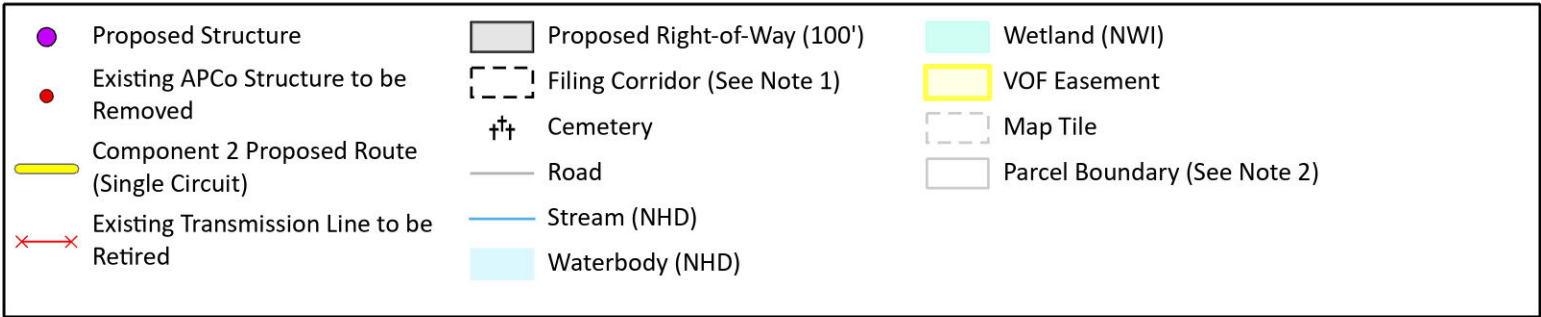 Proposed Structure
Existing APCo Structure to be
Removed
Component 2 Proposed Route
(Single Circuit)
Existing Transmission Line to be
Retired
Proposed Right-of-Way (100')
Filing Corridor (See Note 1)
Cemetery
Road
Stream (NHD)
Waterbody (NHD)
Wetland (NWI)
VOF Easement
Map Tile
Parcel Boundary (See Note 2)